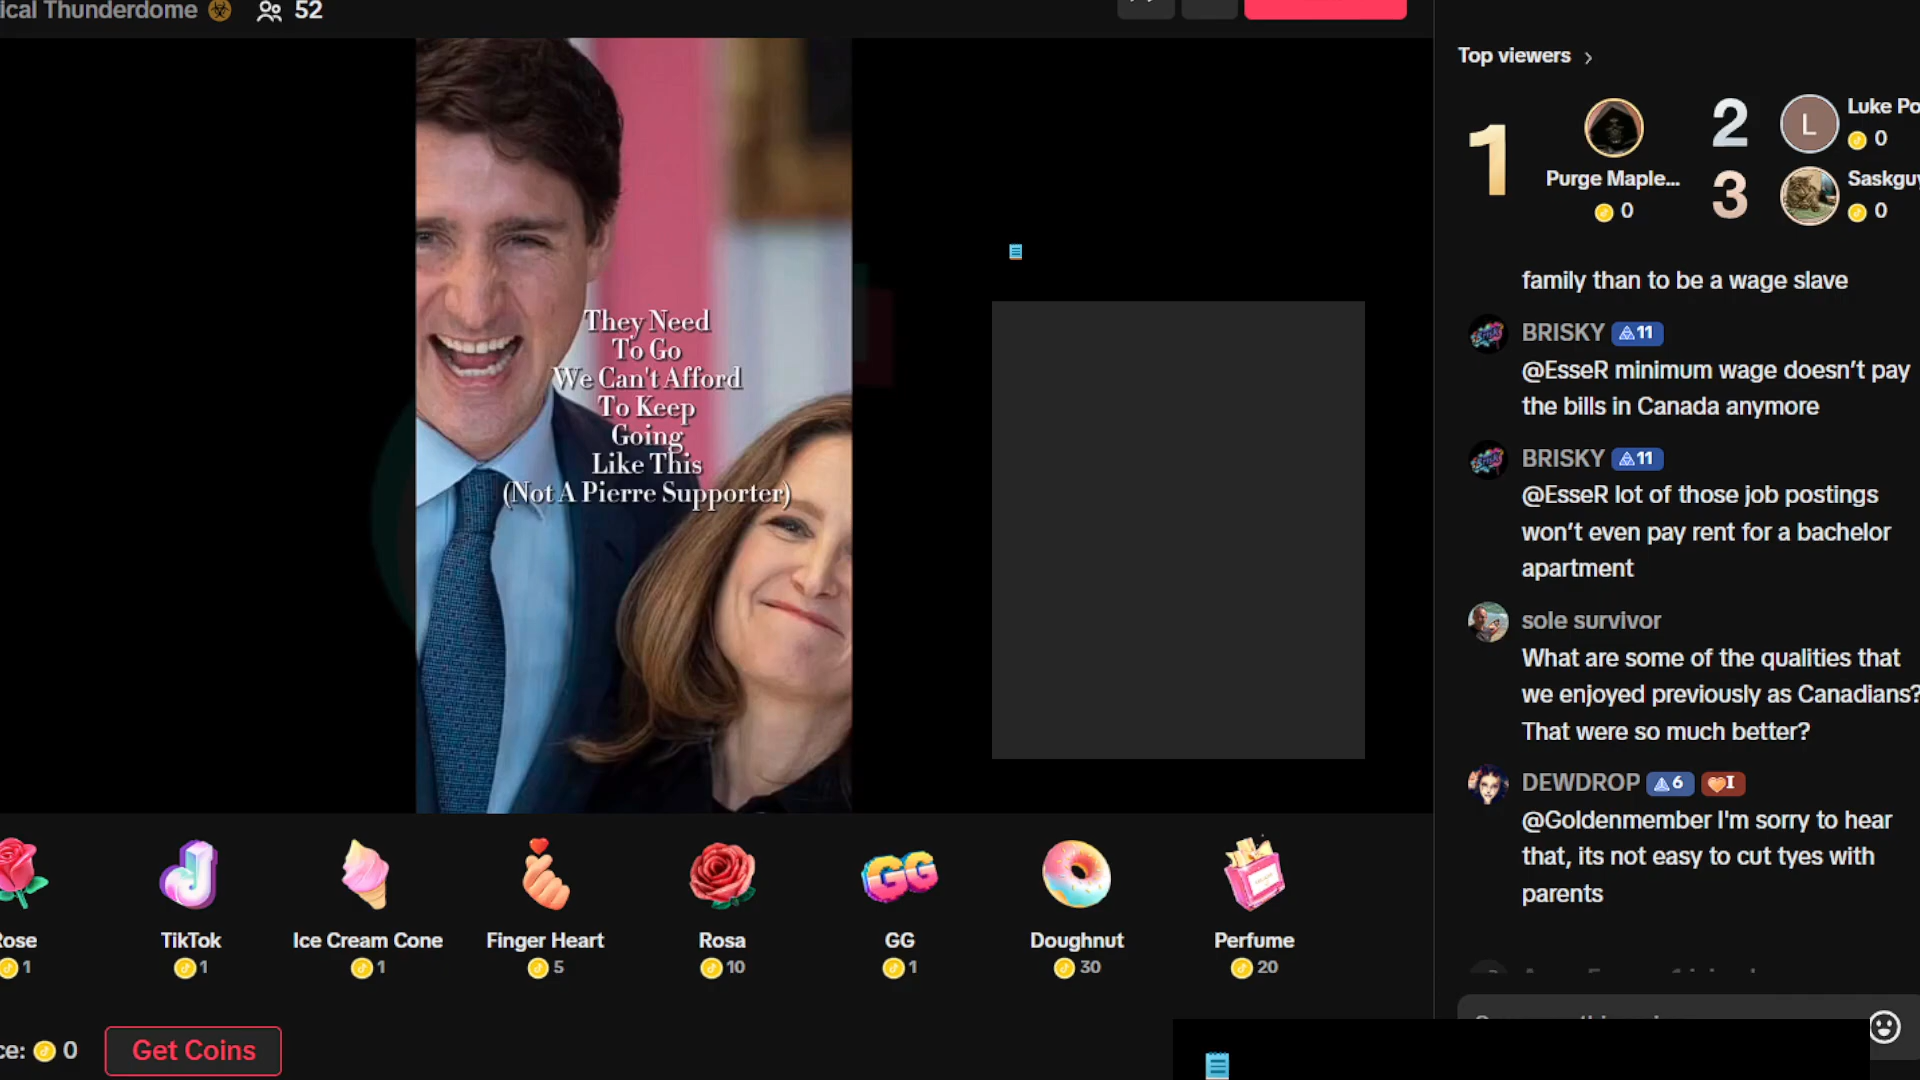 ical Thunderdome
52
They Need
To Go
We Can't Afford
To Keep
Going
Like This
(Not A Pierre Supporter)
Rose
1
TikTok
1
Ice Cream Cone
1
Finger Heart
5
Rosa
10
GG
1
Doughnut
30
Perfume
20
ce: 0
Get Coins
Top viewers
1
Purge Maple...
0
2
L
Luke Po
0
3
Saskguy
0
family than to be a wage slave
BRISKY 11
@EsseR minimum wage doesn’t pay
the bills in Canada anymore
BRISKY 11
@EsseR lot of those job postings
won’t even pay rent for a bachelor
apartment
sole survivor
What are some of the qualities that
we enjoyed previously as Canadians?
That were so much better?
DEWDROP 6 I
@Goldenmember I'm sorry to hear
that, its not easy to cut tyes with
parents